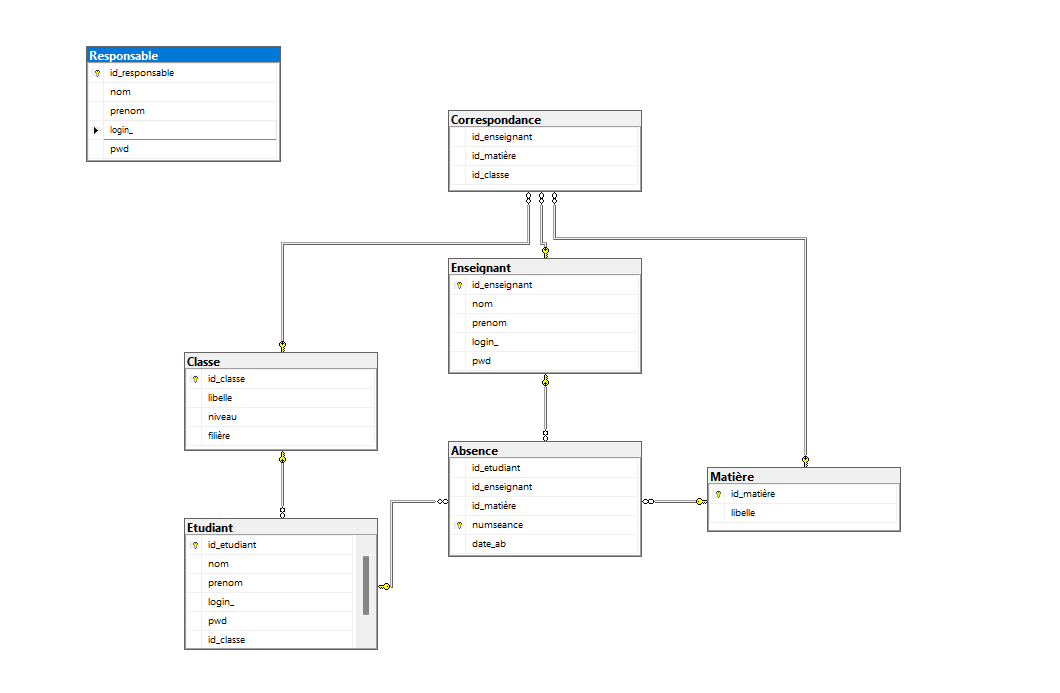 Responsable
id_responsable
nom
prenom
login_
pwd
Correspondance
id_enseignant
id_matière
id_classe
Enseignant
id_enseignant
nom
prenom
login_
pwd
Classe
id_classe
libelle
niveau
filière
Absence
id_etudiant
id_enseignant
id_matière
numseance
date_ab
Matière
id_matière
libelle
Etudiant
id_etudiant
nom
prenom
login_
pwd
id_classe